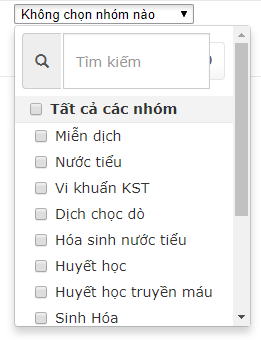 Không chọn nhóm nào
Tìm kiếm
Tất cả các nhóm
Miễn dịch
Nước tiểu
Vi khuẩn KST
Dịch chọc dò
Hóa sinh nước tiểu
Huyết học
Huyết học truyền máu
Sinh Hóa